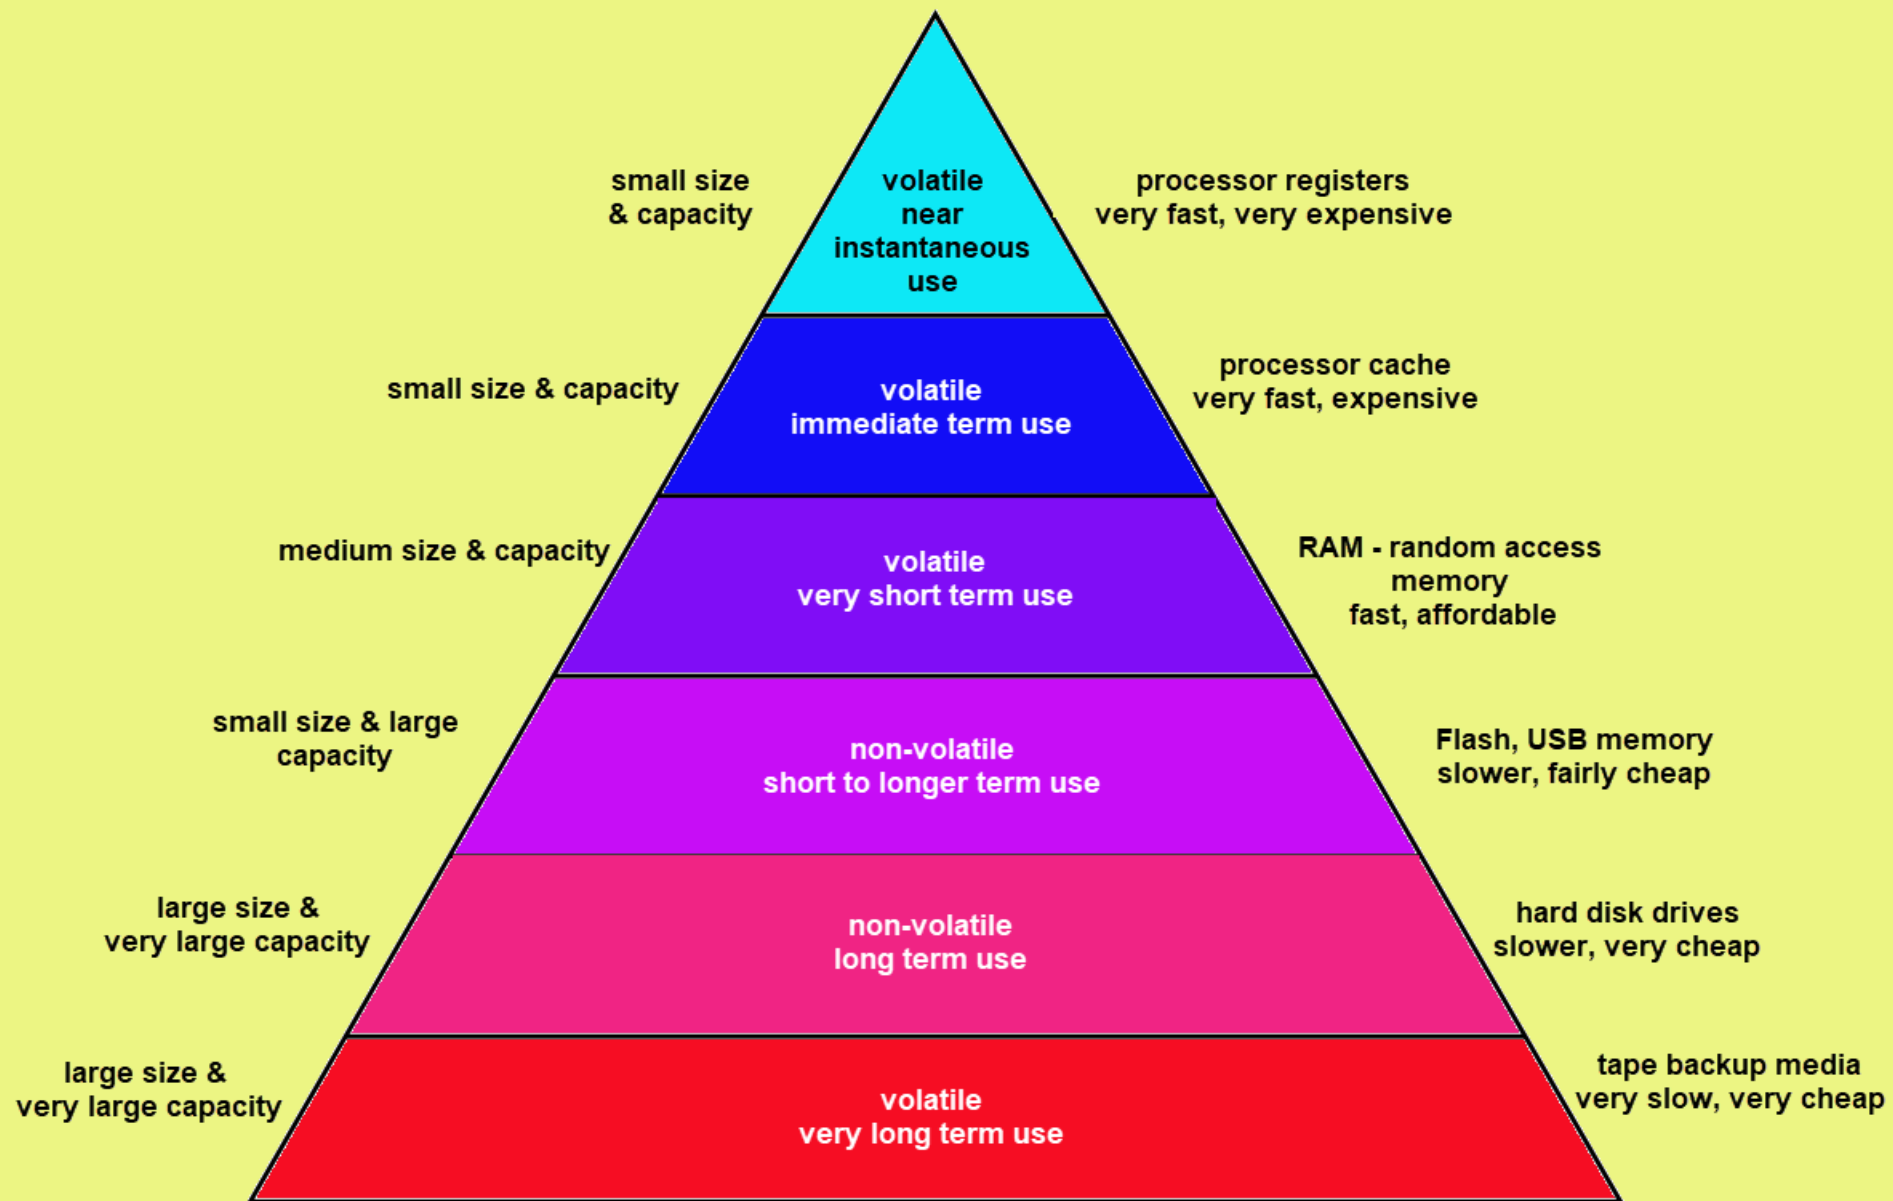 small size
& capacity
volatile
near
instantaneous
use
processor registers
very fast, very expensive
small size & capacity
volatile
immediate term use
processor cache
very fast, expensive
medium size & capacity
volatile
very short term use
RAM - random access
memory
fast, affordable
small size & large
capacity
non-volatile
short to longer term use
Flash, USB memory
slower, fairly cheap
large size &
very large capacity
non-volatile
long term use
hard disk drives
slower, very cheap
large size &
very large capacity
volatile
very long term use
tape backup media
very slow, very cheap